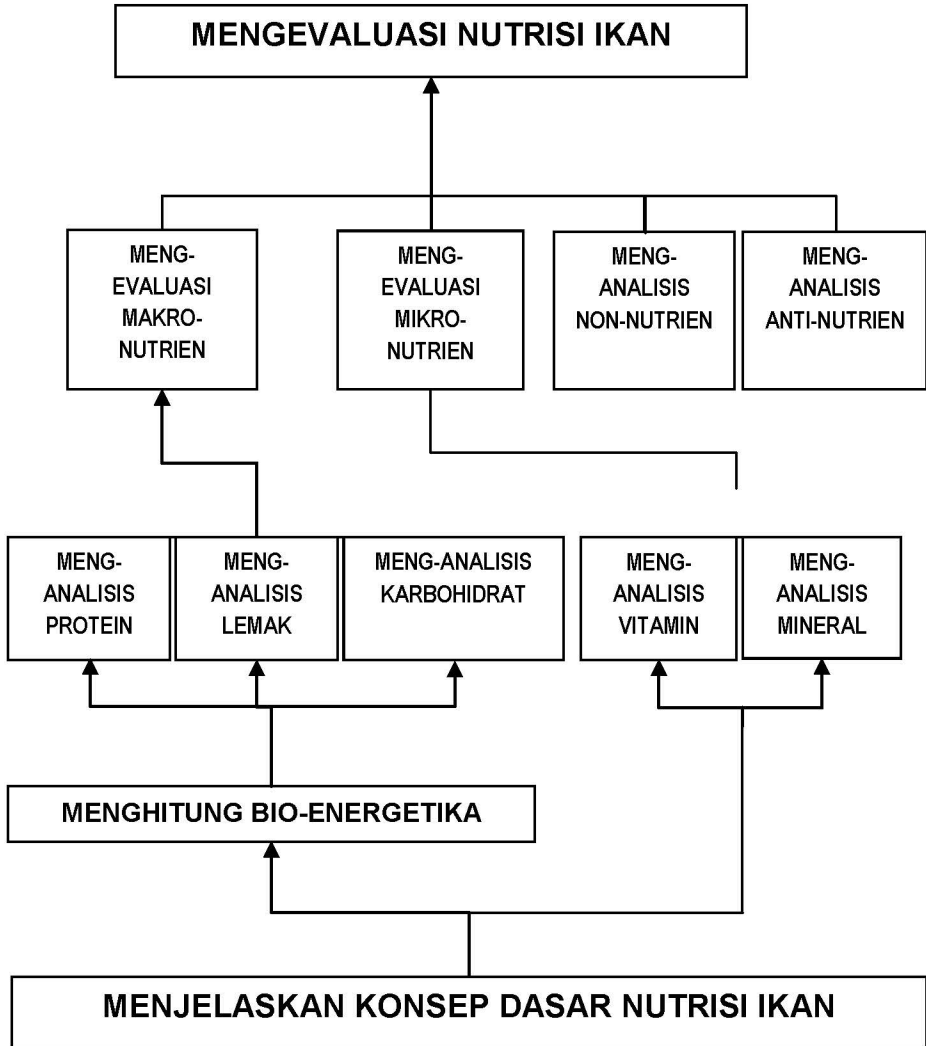 MENGEVALUASI NUTRISI IKAN
MENG-
EVALUASI
MAKRO-
NUTRIEN
MENG-
EVALUASI
MIKRO-
NUTRIEN
MENG-
ANALISIS
NON-NUTRIEN
MENG-
ANALISIS
ANTI-NUTRIEN
MENG-
ANALISIS
PROTEIN
MENG-
ANALISIS
LEMAK
MENG-ANALISIS
KARBOHIDRAT
MENG-
ANALISIS
VITAMIN
MENG-
ANALISIS
MINERAL
MENGHITUNG BIO-ENERGETIKA
MENJELASKAN KONSEP DASAR NUTRISI IKAN